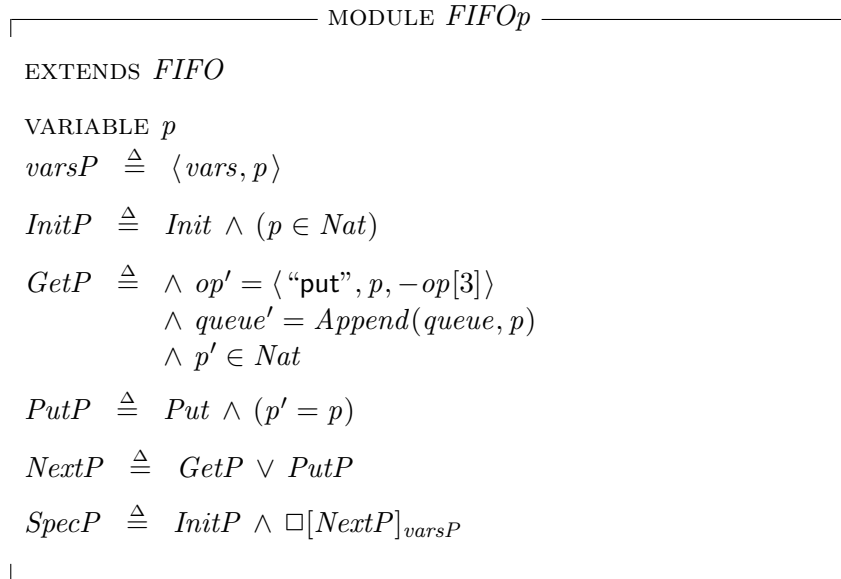 MODULE FIFOp
EXTENDS FIFO
VARIABLE p
varsP ≜ ⟨vars, p⟩
InitP ≜ Init ∧ (p ∈ Nat)
GetP ≜ ∧ op′ = ⟨“put”, p, −op[3]⟩
∧ queue′ = Append(queue, p)
∧ p′ ∈ Nat
PutP ≜ Put ∧ (p′ = p)
NextP ≜ GetP ∨ PutP
SpecP ≜ InitP ∧ □[NextP]_varsP